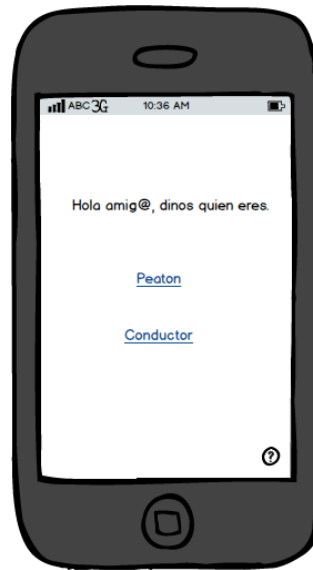 ABC 3G 10:36 AM
Hola amig@, dinos quien eres.
Peaton
Conductor
?